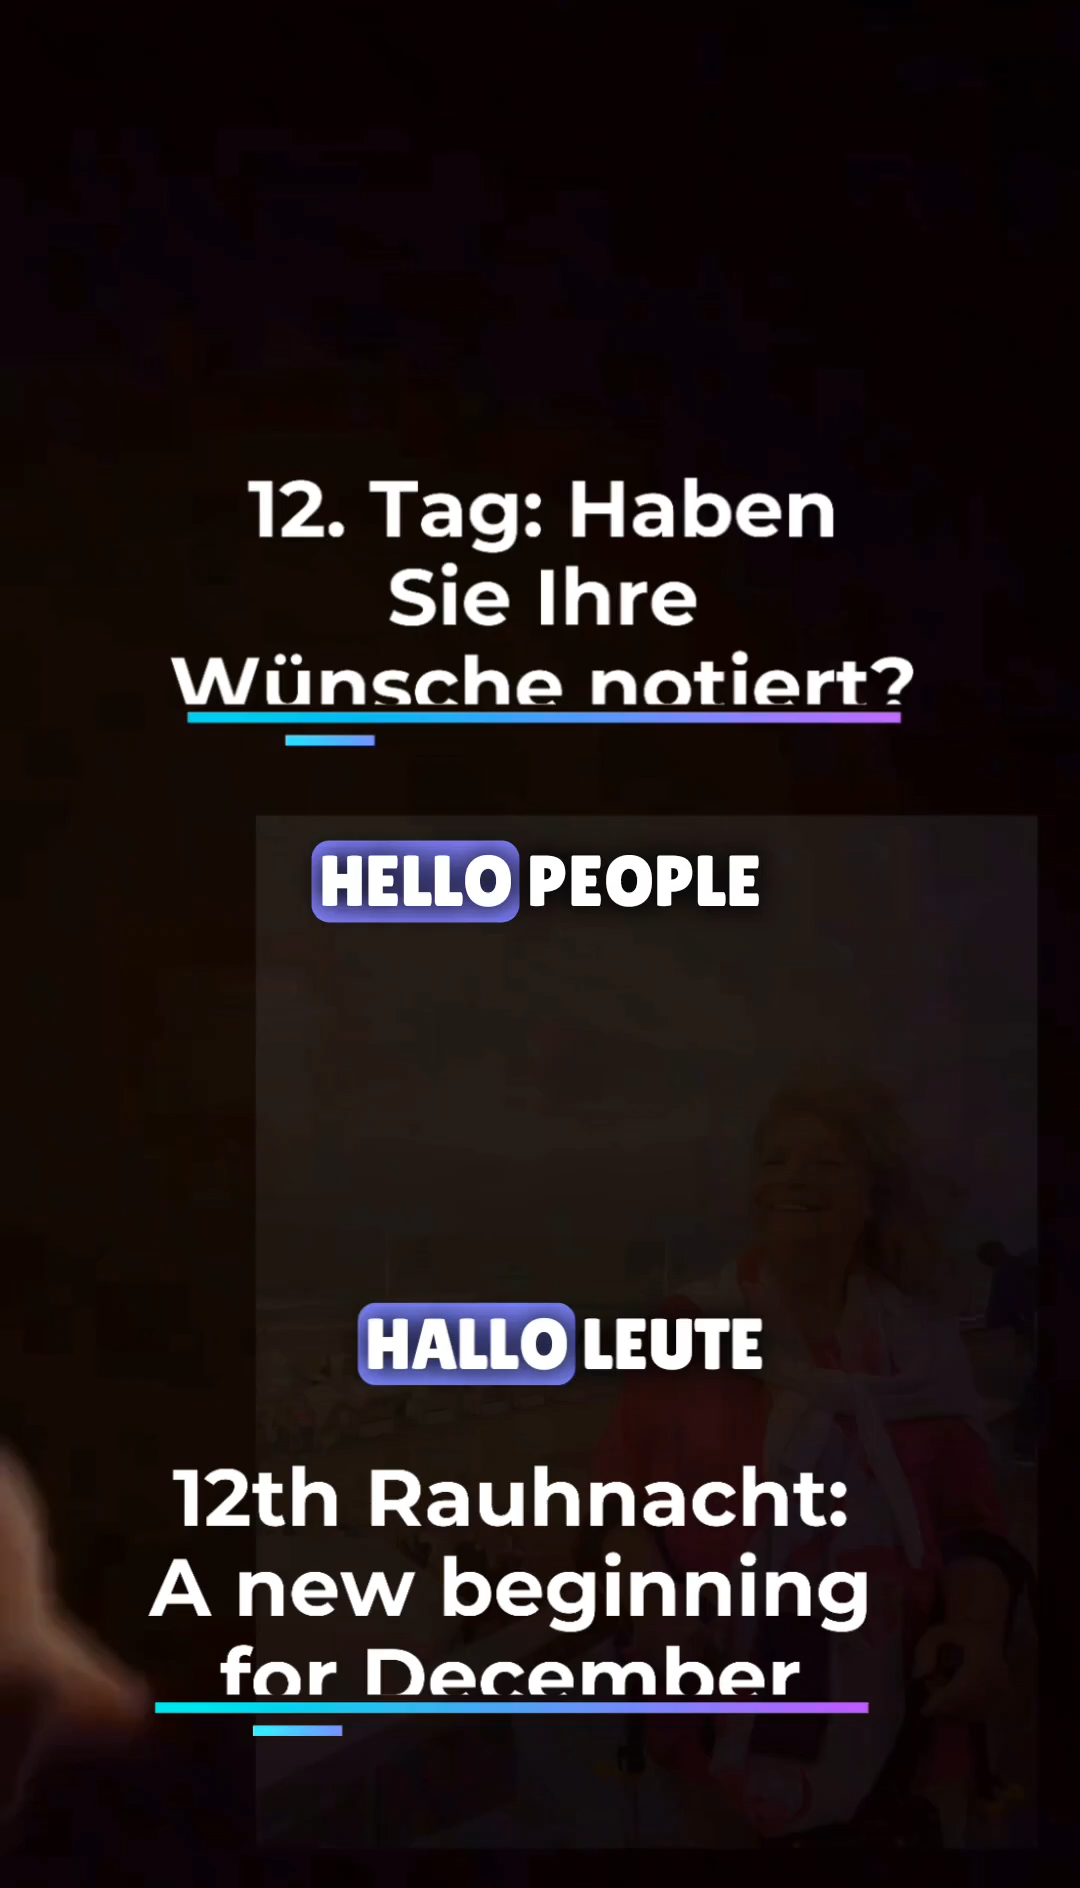 12. Tag: Haben
Sie Ihre
Wünsche notiert?
HELLO PEOPLE
HALLO LEUTE
12th Rauhnacht:
A new beginning
for December